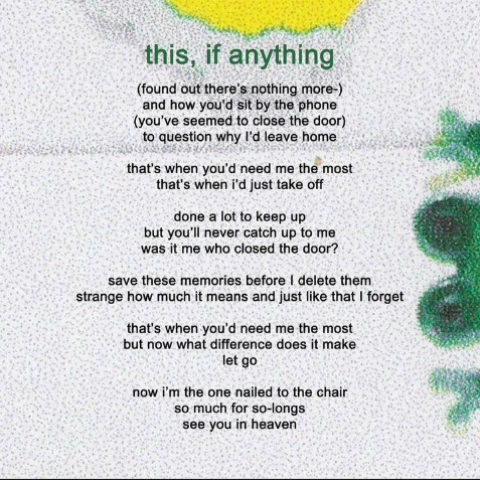 this, if anything
(found out there's nothing more-)
and how you'd sit by the phone
(you've seemed to close the door)
to question why I'd leave home
that's when you'd need me the most
that's when i'd just take off
done a lot to keep up
but you'll never catch up to me
was it me who closed the door?
save these memories before I delete them
strange how much it means and just like that I forget
that's when you'd need me the most
but now what difference does it make
let go
now i'm the one nailed to the chair
so much for so-longs
see you in heaven